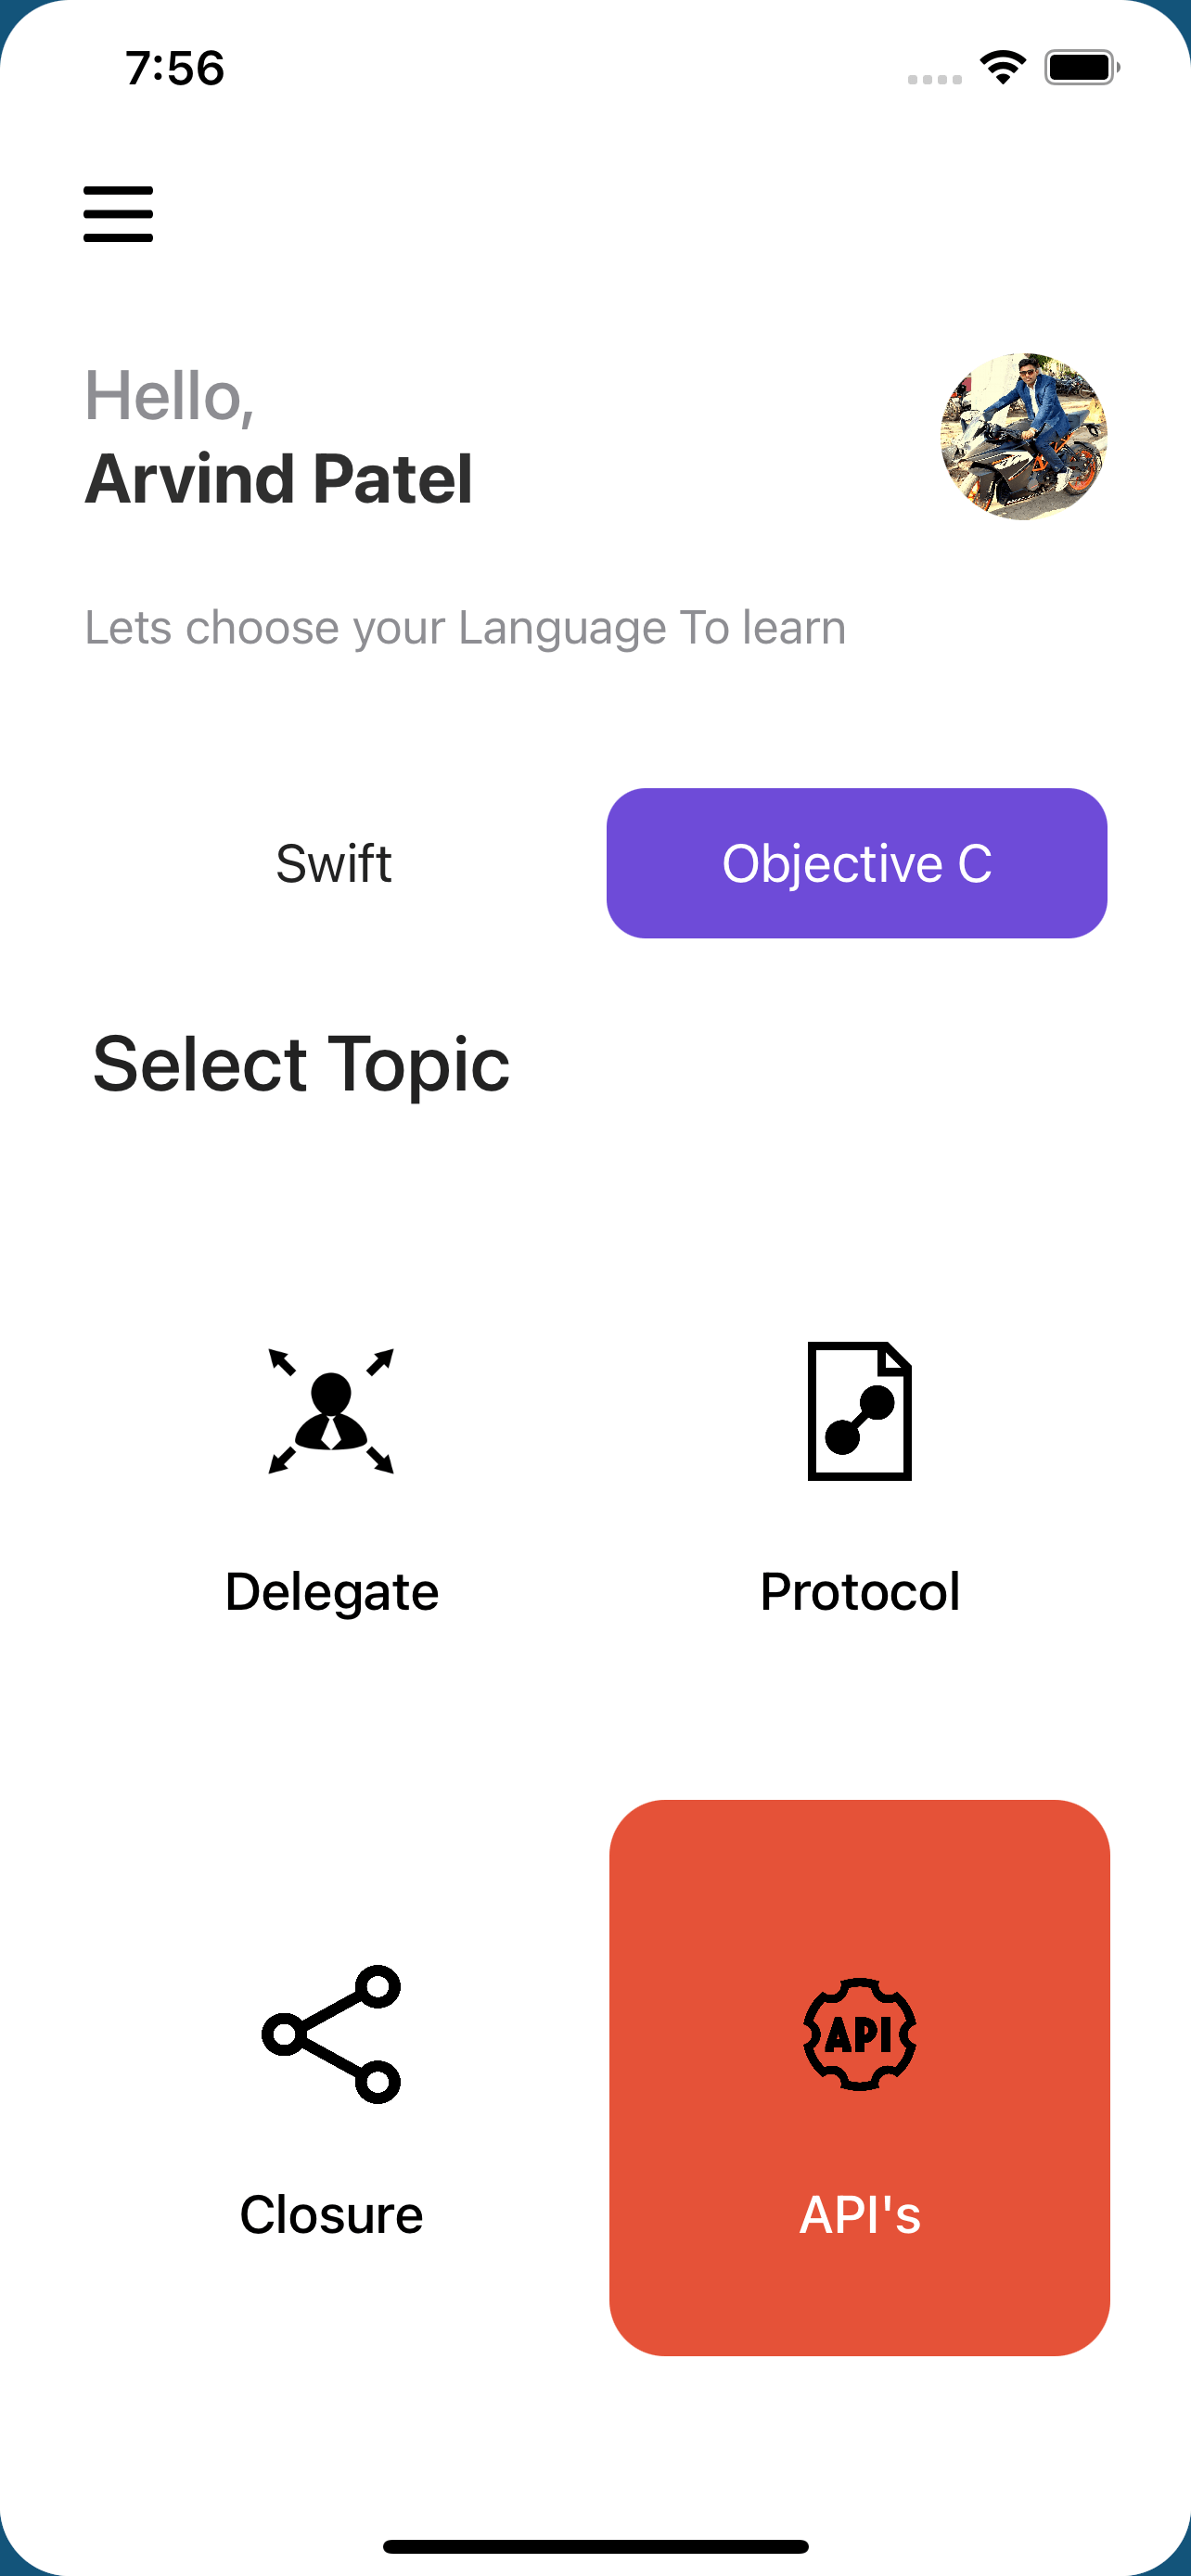 7:56
Hello,
Arvind Patel
Lets choose your Language To learn
Swift
Objective C
Select Topic
Delegate
Protocol
API
Closure
API's